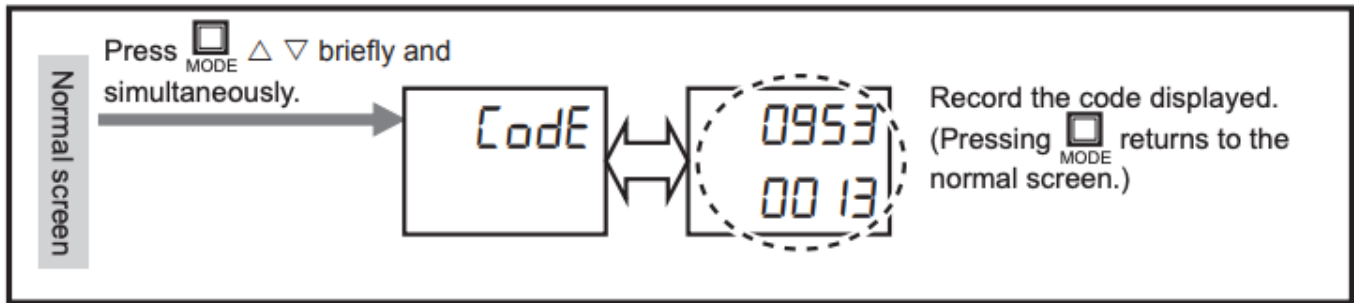 Normal screen
Press MODE △ ▽ briefly and
simultaneously.
CodE
0953
0013
Record the code displayed.
(Pressing MODE returns to the
normal screen.)